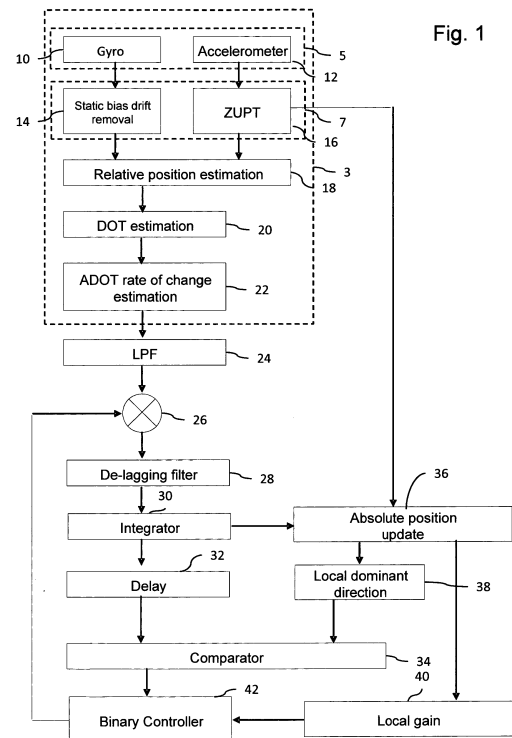 Fig. 1
10
Gyro
Accelerometer
5
12
14
Static bias drift
removal
ZUPT
7
16
Relative position estimation
3
18
DOT estimation
20
ADOT rate of change
estimation
22
LPF
24
26
De-lagging filter
28
36
30
Integrator
Absolute position
update
32
Delay
Local dominant
direction
38
Comparator
34
40
42
Binary Controller
Local gain